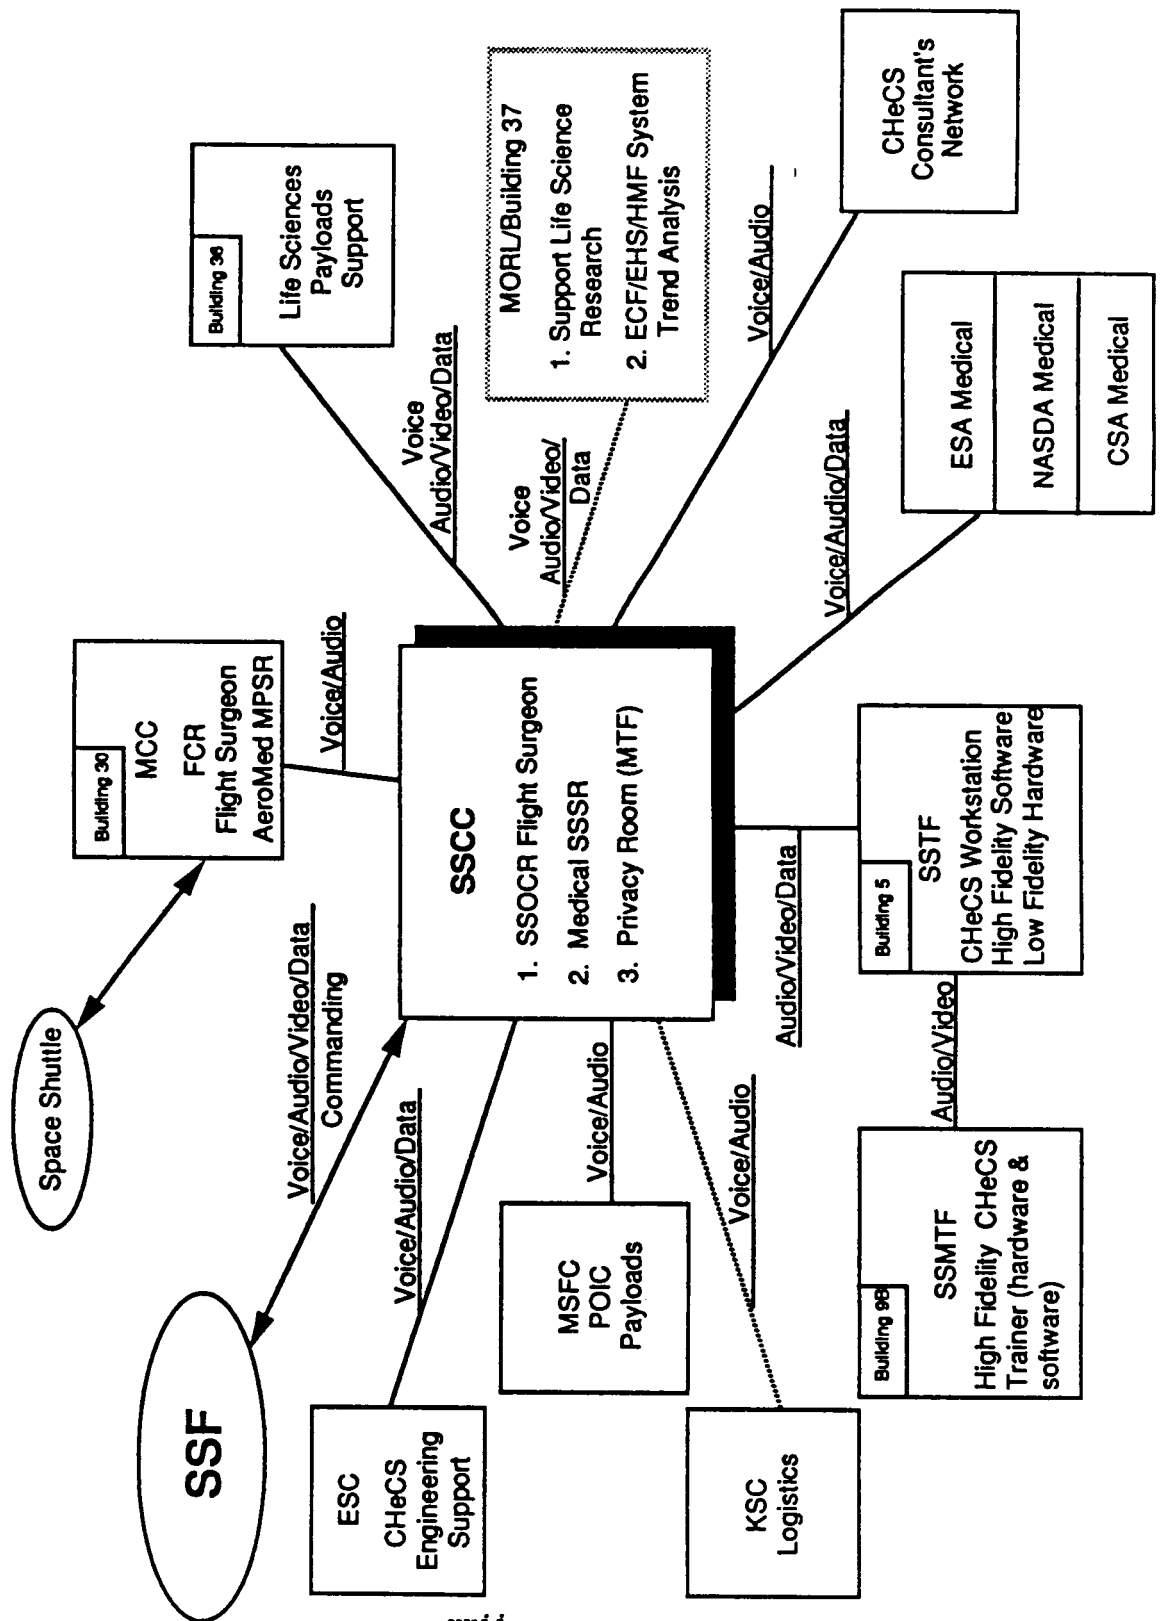 Space Shuttle
Building 30
MCC
FCR
Flight Surgeon
AeroMed MPSR
Building 36
Life Sciences
Payloads
Support
SSF
Voice/Audio/Video/Data
Commanding
Voice/Audio
Voice
Audio/Video/Data
MORL/Building 37
1. Support Life Science
Research
2. ECF/EHS/HMF System
Trend Analysis
ESC
CHeCS
Engineering
Support
Voice/Audio/Data
SSCC
1. SSOCR Flight Surgeon
2. Medical SSSR
3. Privacy Room (MTF)
Voice
Audio/Video/
Data
MSFC
POIC
Payloads
Voice/Audio
Voice/Audio
CHeCS
Consultant's
Network
KSC
Logistics
Voice/Audio
Audio/Video/Data
Voice/Audio/Data
ESA Medical
NASDA Medical
CSA Medical
Building 9B
SSMTF
High Fidelity CHeCS
Trainer (hardware &
software)
Audio/Video
Building 5
SSTF
CHeCS Workstation
High Fidelity Software
Low Fidelity Hardware